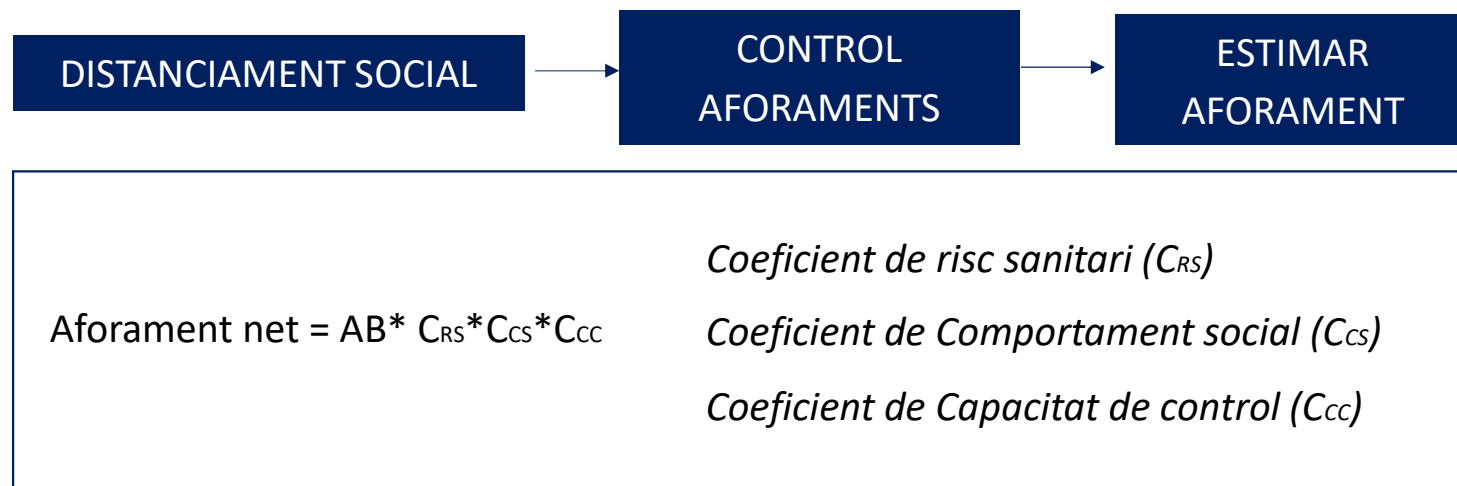 DISTANCIAMENT SOCIAL
CONTROL
AFORAMENTS
ESTIMAR
AFORAMENT
Aforament net = AB* CRS*CCS*CCC
Coeficient de risc sanitari (CRS)
Coeficient de Comportament social (CCS)
Coeficient de Capacitat de control (CCC)